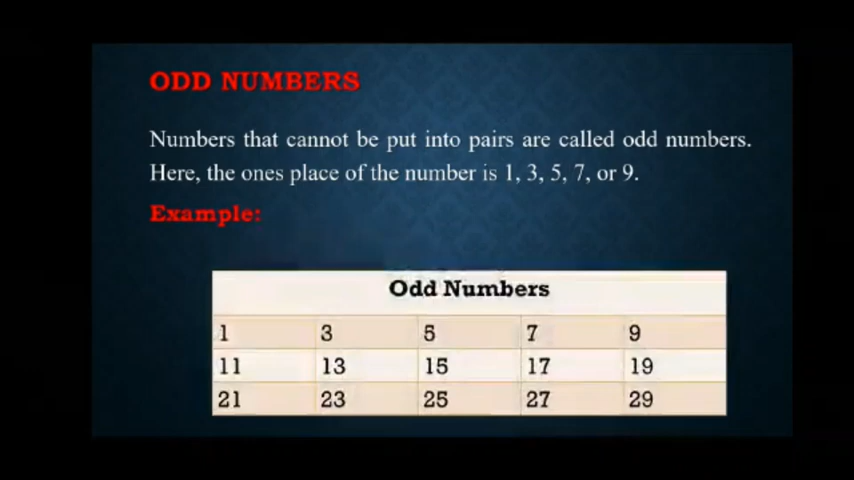 ODD NUMBERS
Numbers that cannot be put into pairs are called odd numbers.
Here, the ones place of the number is 1, 3, 5, 7, or 9.
Example:
Odd Numbers
1 3 5 7 9
11 13 15 17 19
21 23 25 27 29